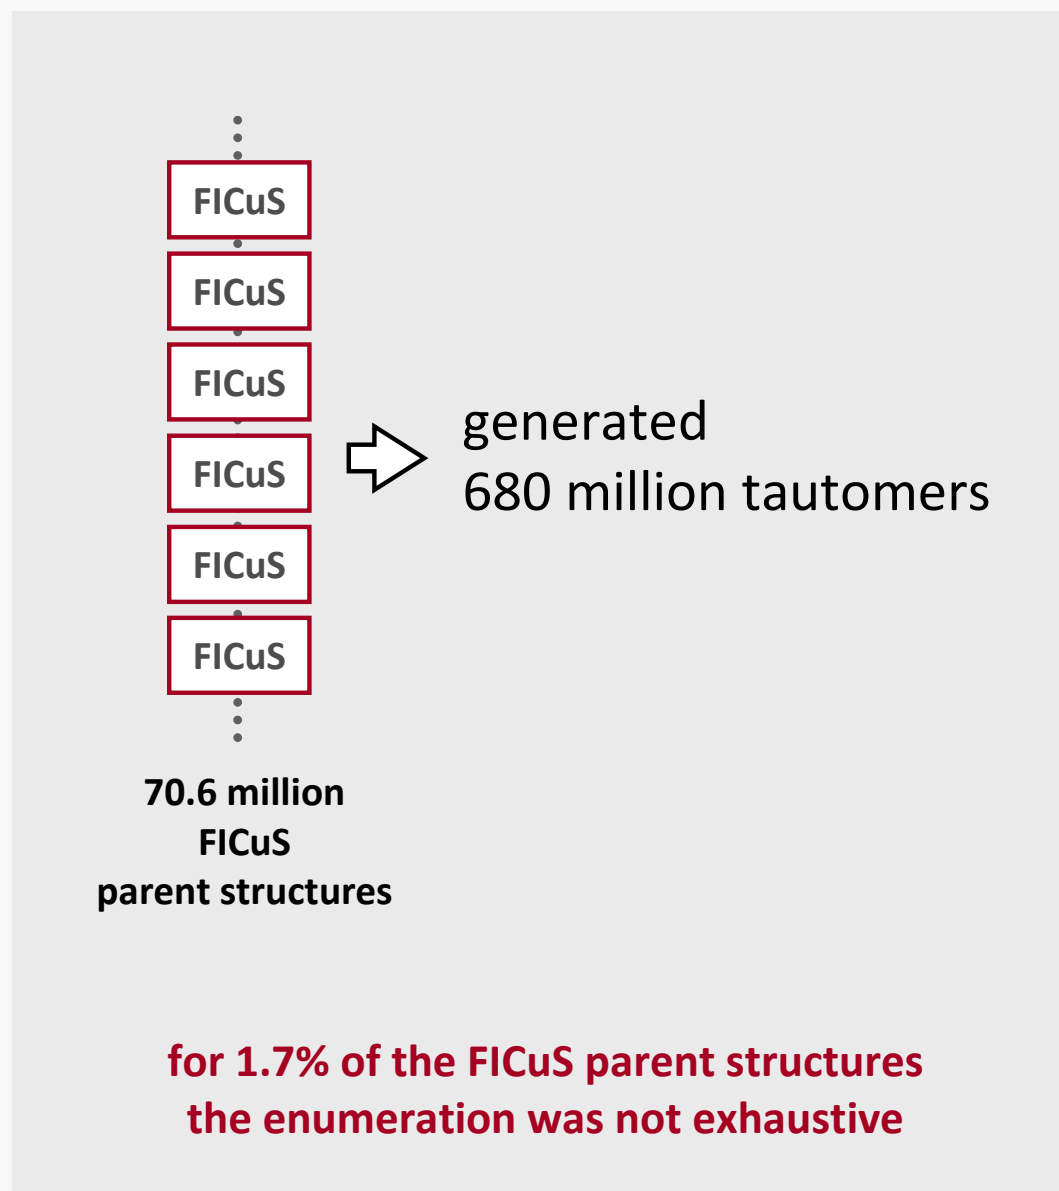 FICuS
FICuS
FICuS
FICuS
FICuS
FICuS
generated
680 million tautomers
70.6 million
FICuS
parent structures
for 1.7% of the FICuS parent structures
the enumeration was not exhaustive